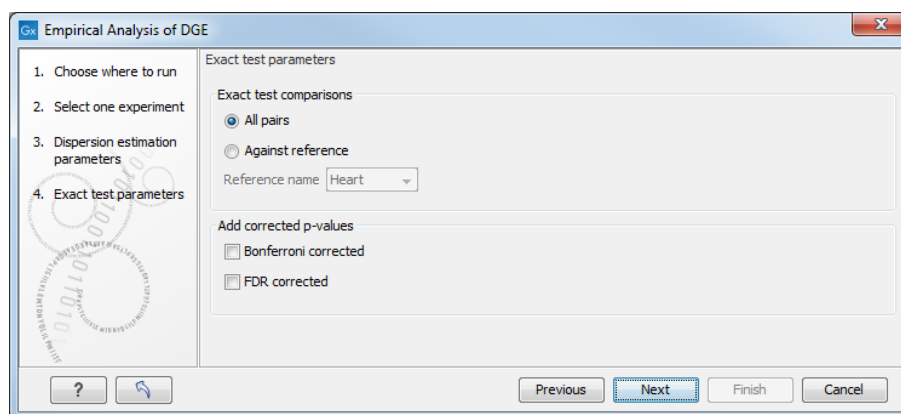 Gx Empirical Analysis of DGE
1. Choose where to run
2. Select one experiment
3. Dispersion estimation
parameters
4. Exact test parameters
Exact test parameters
Exact test comparisons
All pairs
Against reference
Reference name Heart
Add corrected p-values
Bonferroni corrected
FDR corrected
? Previous Next Finish Cancel